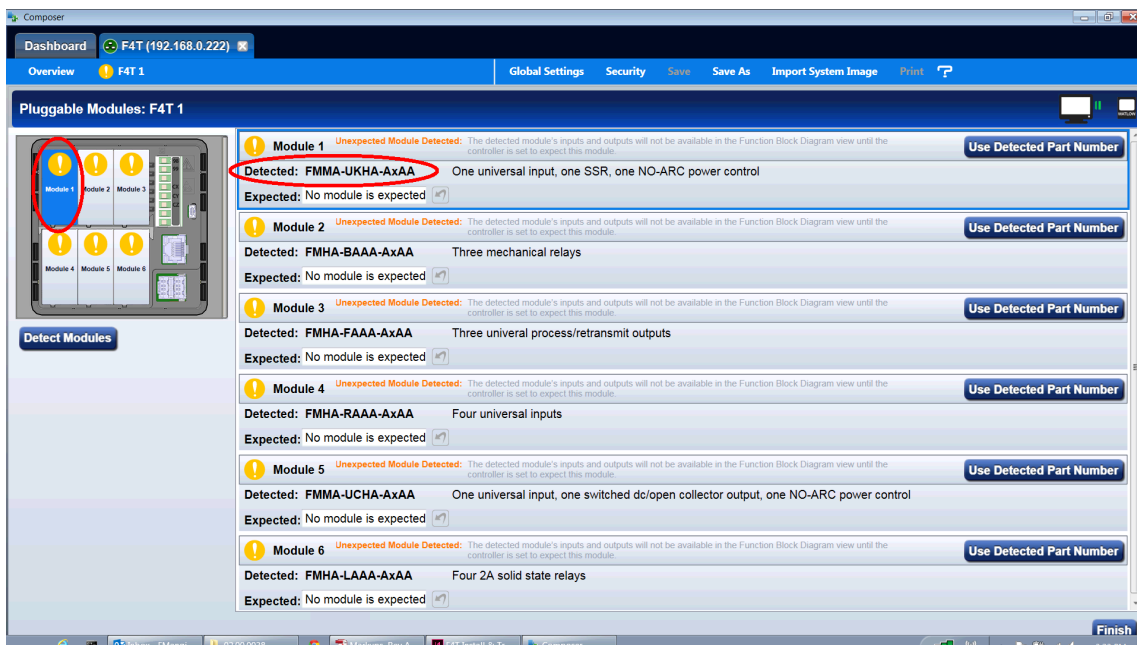 Composer
Dashboard
F4T (192.168.0.222)
Overview
F4T 1
Global Settings
Security
Save
Save As
Import System Image
Print
Pluggable Modules: F4T 1
WATLOW
Module 1
Module 2
Module 3
Module 4
Module 5
Module 6
Detect Modules
Module 1 Unexpected Module Detected: The detected module's inputs and outputs will not be available in the Function Block Diagram view until the
controller is set to expect this module.
Use Detected Part Number
Detected: FMMA-UKHA-AxAA One universal input, one SSR, one NO-ARC power control
Expected: No module is expected
Module 2 Unexpected Module Detected: The detected module's inputs and outputs will not be available in the Function Block Diagram view until the
controller is set to expect this module.
Use Detected Part Number
Detected: FMHA-BAAA-AxAA Three mechanical relays
Expected: No module is expected
Module 3 Unexpected Module Detected: The detected module's inputs and outputs will not be available in the Function Block Diagram view until the
controller is set to expect this module.
Use Detected Part Number
Detected: FMHA-FAAA-AxAA Three univeral process/retransmit outputs
Expected: No module is expected
Module 4 Unexpected Module Detected: The detected module's inputs and outputs will not be available in the Function Block Diagram view until the
controller is set to expect this module.
Use Detected Part Number
Detected: FMHA-RAAA-AxAA Four universal inputs
Expected: No module is expected
Module 5 Unexpected Module Detected: The detected module's inputs and outputs will not be available in the Function Block Diagram view until the
controller is set to expect this module.
Use Detected Part Number
Detected: FMMA-UCHA-AxAA One universal input, one switched dc/open collector output, one NO-ARC power control
Expected: No module is expected
Module 6 Unexpected Module Detected: The detected module's inputs and outputs will not be available in the Function Block Diagram view until the
controller is set to expect this module.
Use Detected Part Number
Detected: FMHA-LAAA-AxAA Four 2A solid state relays
Expected: No module is expected
Finish